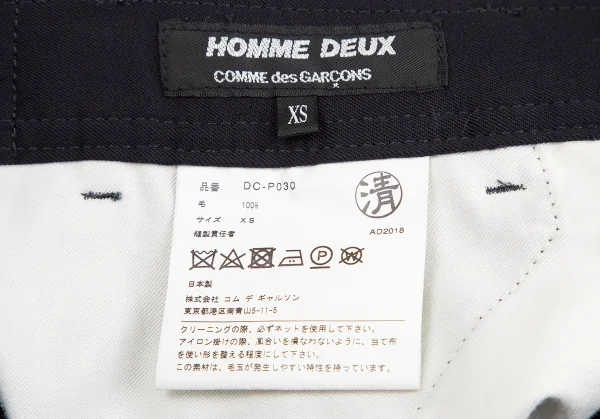 HOMME DEUX
COMME des GARÇONS
XS
品番 DC-P030
毛 100%
サイズ XS
縫製責任者
清
AD2018
日本製
株式会社 コム デ ギャルソン
東京都港区南青山5-11-5
クリーニングの際、必ずネットを使用して下さい。
アイロン掛けの際、風合いを損なわないように、当て布
を使い形を整える程度にして下さい。
この素材は、毛玉が発生しやすい特性を持っています。